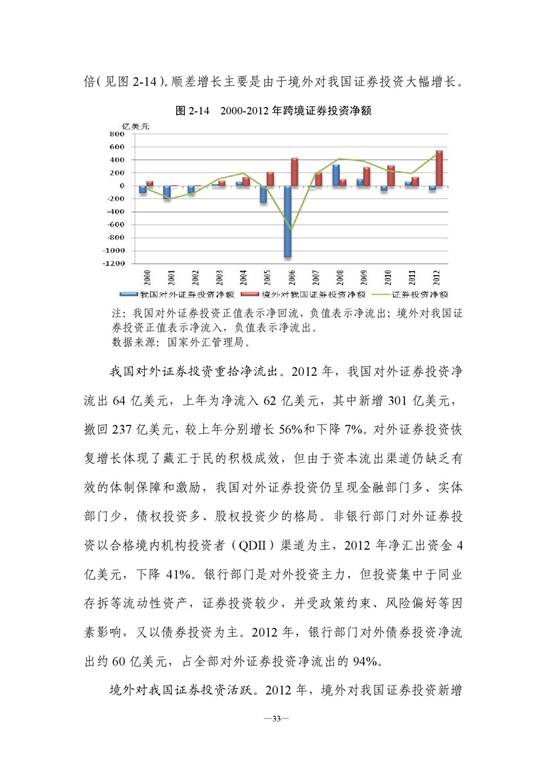 倍（见图 2-14）。顺差增长主要是由于境外对我国证券投资大幅增长。
图 2-14 2000-2012 年跨境证券投资净额
亿美元
800
600
400
200
0
-200
-400
-600
-800
-1000
-1200
2000 2001 2002 2003 2004 2005 2006 2007 2008 2009 2010 2011 2012
我国对外证券投资净额 境外对我国证券投资净额 证券投资净额
注：我国对外证券投资正值表示净回流，负值表示净流出；境外对我国证
券投资正值表示净流入，负值表示净流出。
数据来源：国家外汇管理局。
我国对外证券投资重拾净流出。2012 年，我国对外证券投资净
流出 64 亿美元，上年为净流入 62 亿美元，其中新增 301 亿美元，
撤回 237 亿美元，较上年分别增长 56%和下降 7%。对外证券投资恢
复增长体现了藏汇于民的积极成效，但由于资本流出渠道仍缺乏有
效的体制保障和激励，我国对外证券投资仍呈现金融部门多、实体
部门少，债权投资多、股权投资少的格局。非银行部门对外证券投
资以合格境内机构投资者（QDII）渠道为主，2012 年净汇出资金 4
亿美元，下降 41%。银行部门是对外投资主力，但投资集中于同业
存拆等流动性资产，证券投资较少，并受政策约束、风险偏好等因
素影响，又以债券投资为主。2012 年，银行部门对外债券投资净流
出约 60 亿美元，占全部对外证券投资净流出的 94%。
境外对我国证券投资活跃。2012 年，境外对我国证券投资新增
—33—